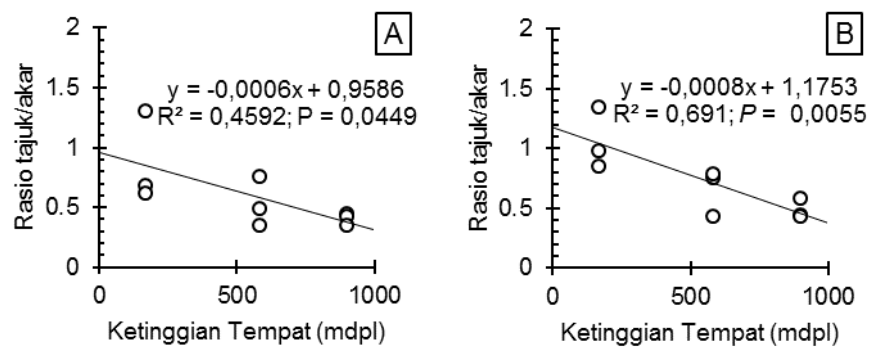 A
y = -0,0006x + 0,9586
R² = 0,4592; P = 0,0449
Rasio tajuk/akar
2
1.5
1
0.5
0
0 500 1000
Ketinggian Tempat (mdpl)
B
y = -0,0008x + 1,1753
R² = 0,691; P = 0,0055
Rasio tajuk/akar
2
1.5
1
0.5
0
0 500 1000
Ketinggian Tempat (mdpl)